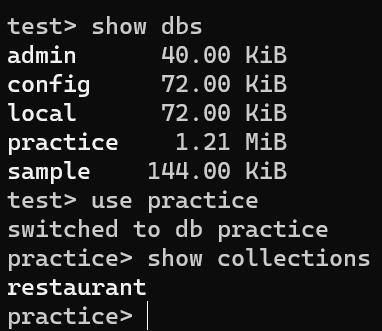 test> show dbs
admin      40.00 KiB
config     72.00 KiB
local      72.00 KiB
practice    1.21 MiB
sample    144.00 KiB
test> use practice
switched to db practice
practice> show collections
restaurant
practice>